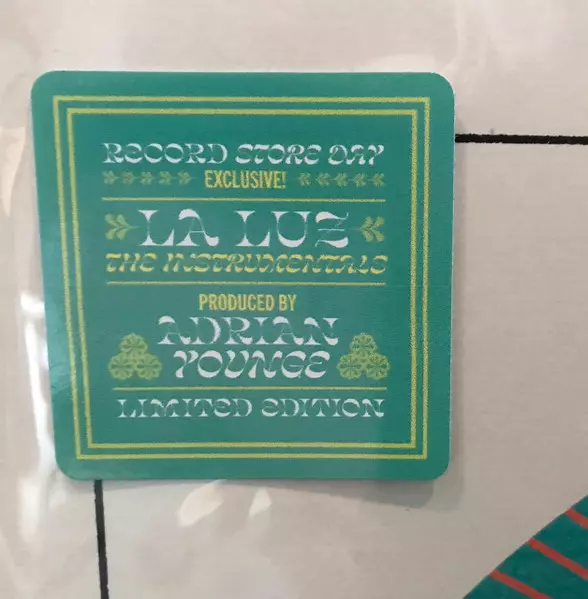 RECORD STORE DAY
EXCLUSIVE!
LA LUZ
THE INSTRUMENTALS
PRODUCED BY
ADRIAN
YOUNGE
LIMITED EDITION